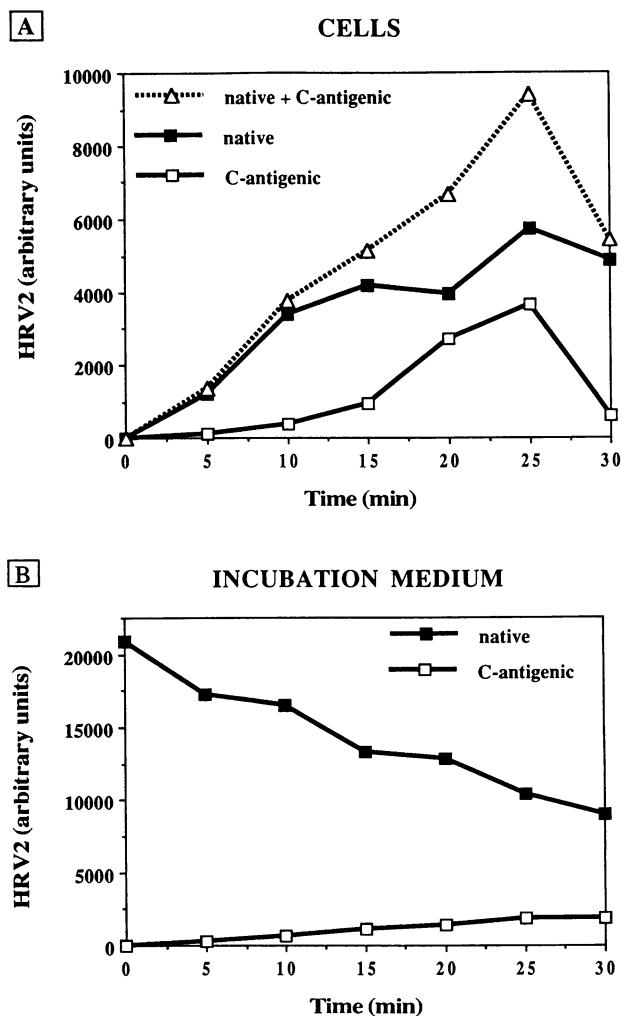 A
CELLS
HRV2 (arbitrary units)
10000
8000
6000
4000
2000
0
native + C-antigenic
native
C-antigenic
0 5 10 15 20 25 30
Time (min)
B
INCUBATION MEDIUM
HRV2 (arbitrary units)
20000
15000
10000
5000
0
native
C-antigenic
0 5 10 15 20 25 30
Time (min)